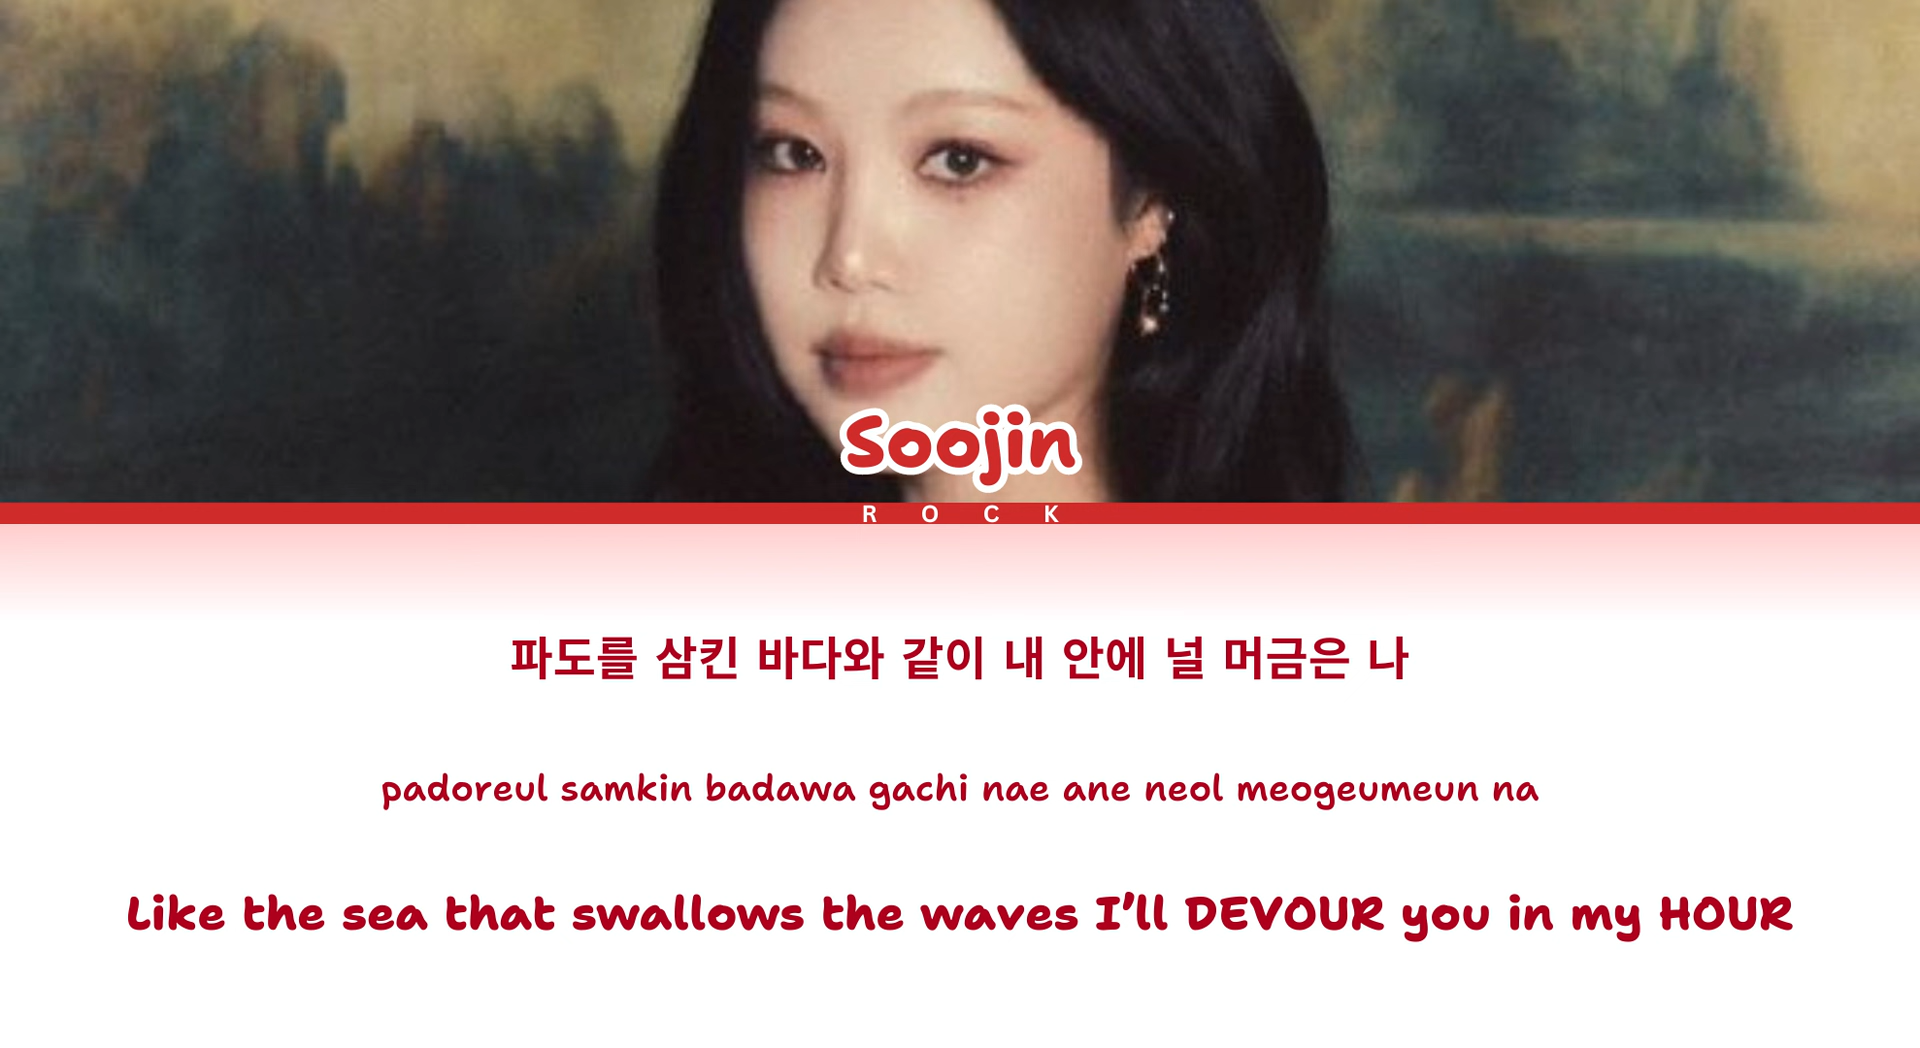 Soojin
ROCK
파도를 삼킨 바다와 같이 내 안에 널 머금은 나
padoreul samkin badawa gachi nae ane neol meogeumeun na
Like the sea that swallows the waves I'll DEVOUR you in my HOUR